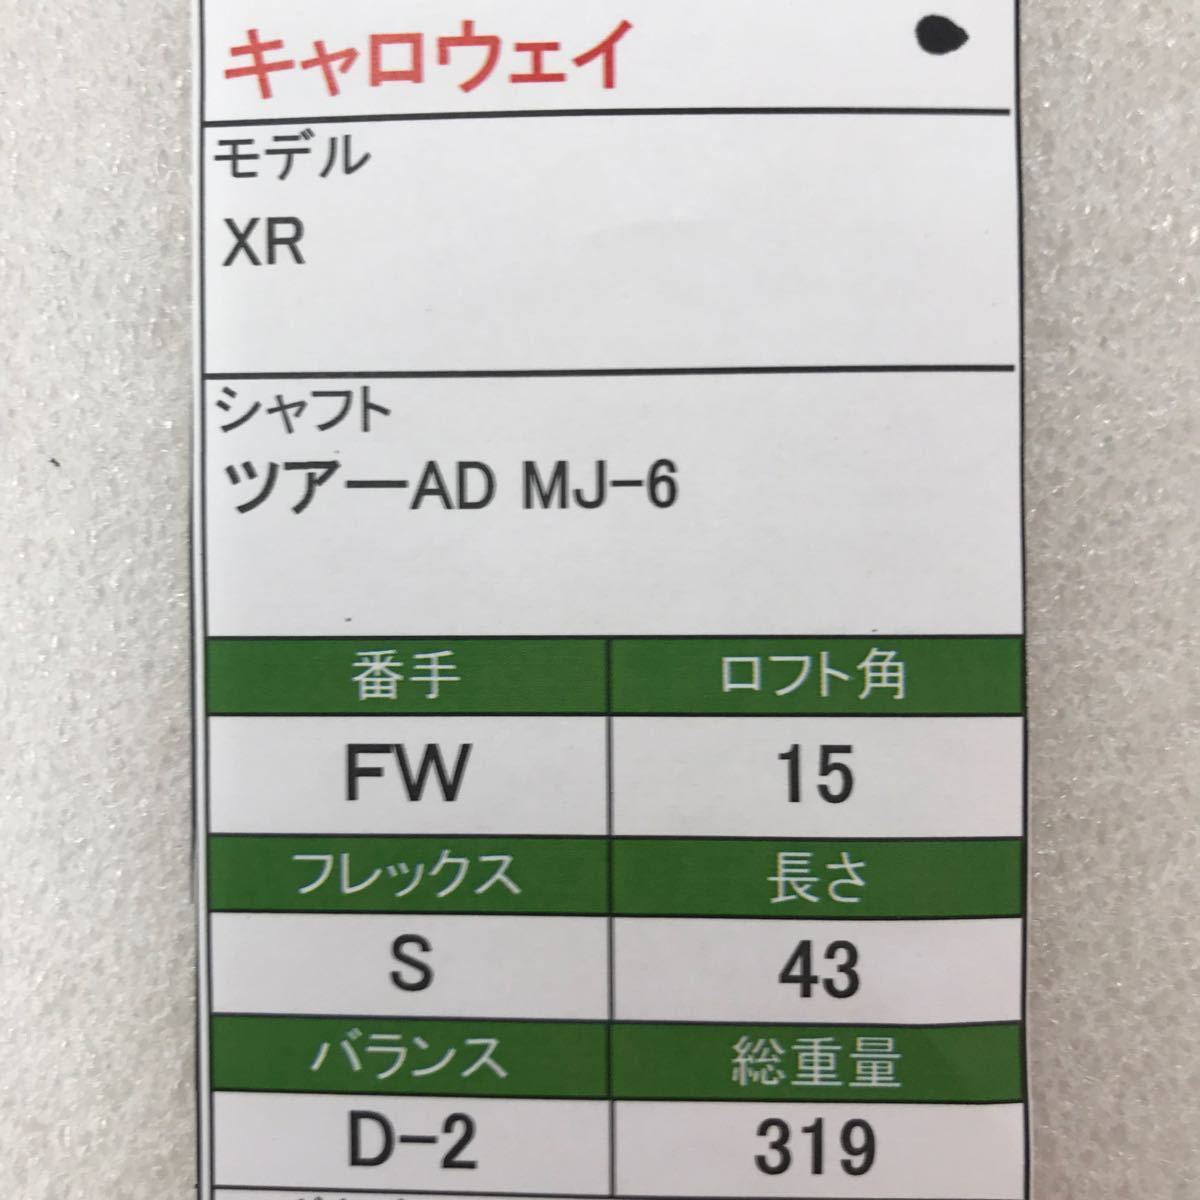 キャロウェイ
モデル
XR
シャフト
ツアーAD MJ-6
番手 ロフト角
FW 15
フレックス 長さ
S 43
バランス 総重量
D-2 319